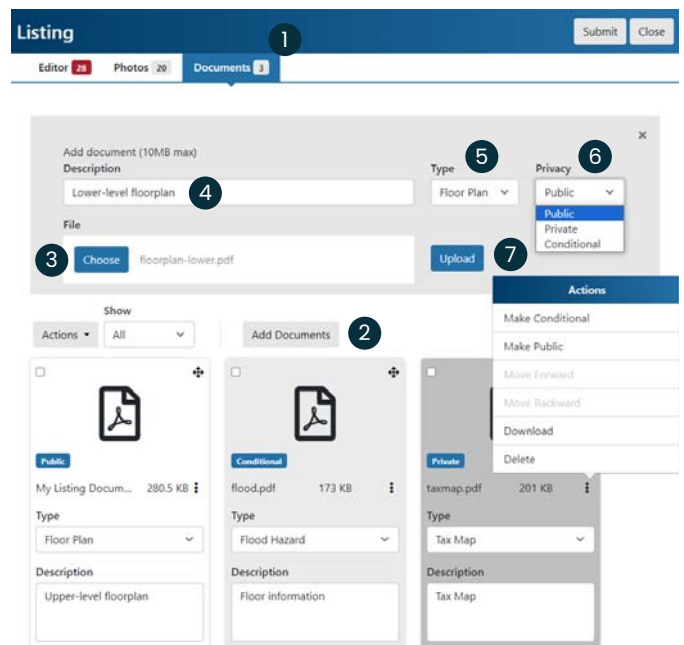 Listing
1
Submit Close
Editor 28 Photos 20 Documents 3
Add document (10MB max)
Description
Type 5 Privacy 6
Lower-level floorplan 4
Floor Plan
Public
Public
Private
Conditional
File
3 Choose floorplan-lower.pdf
Upload 7
Actions
Make Conditional
Make Public
Move Forward
Move Backward
Download
Delete
Show
Actions All
Add Documents 2
Public
My Listing Docum... 280.5 KB
Type
Floor Plan
Description
Upper-level floorplan
Conditional
flood.pdf 173 KB
Type
Flood Hazard
Description
Floor information
Private
taxmap.pdf 201 KB
Type
Tax Map
Description
Tax Map